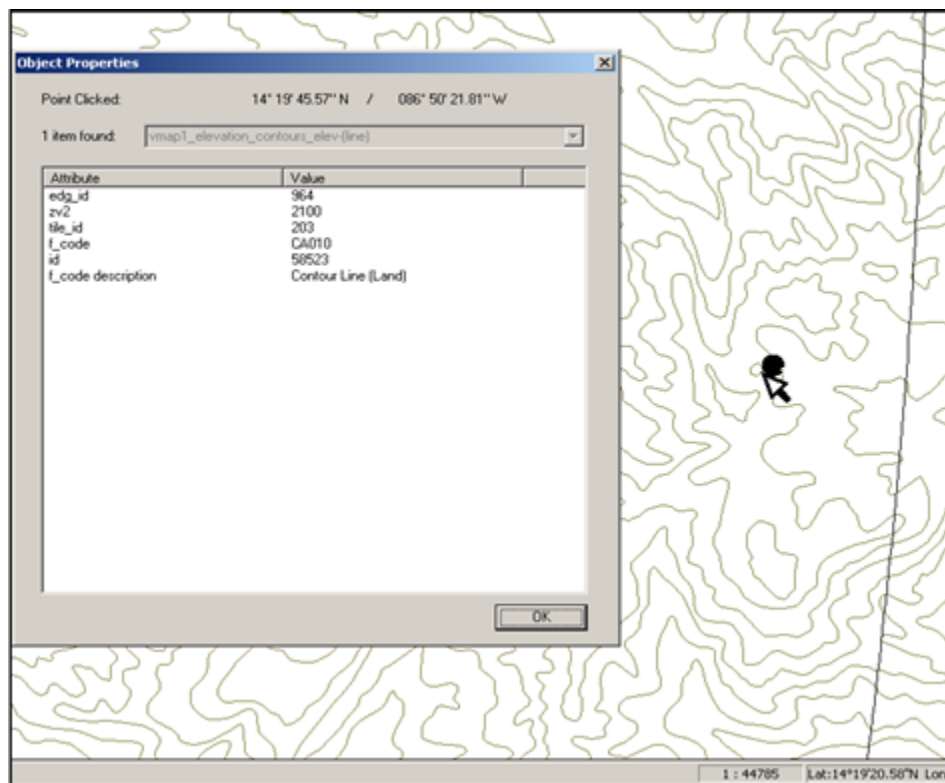 Object Properties
Point Clicked: 14° 19' 45.57" N / 086° 50' 21.81" W
1 item found: vmap1_elevation_contours_elev-(line)
Attribute Value
edg_id 964
zv2 2100
tile_id 203
f_code CA010
id 58523
f_code description Contour Line (Land)
OK
1 : 44785 Lat:14°19'20.58"N Lon